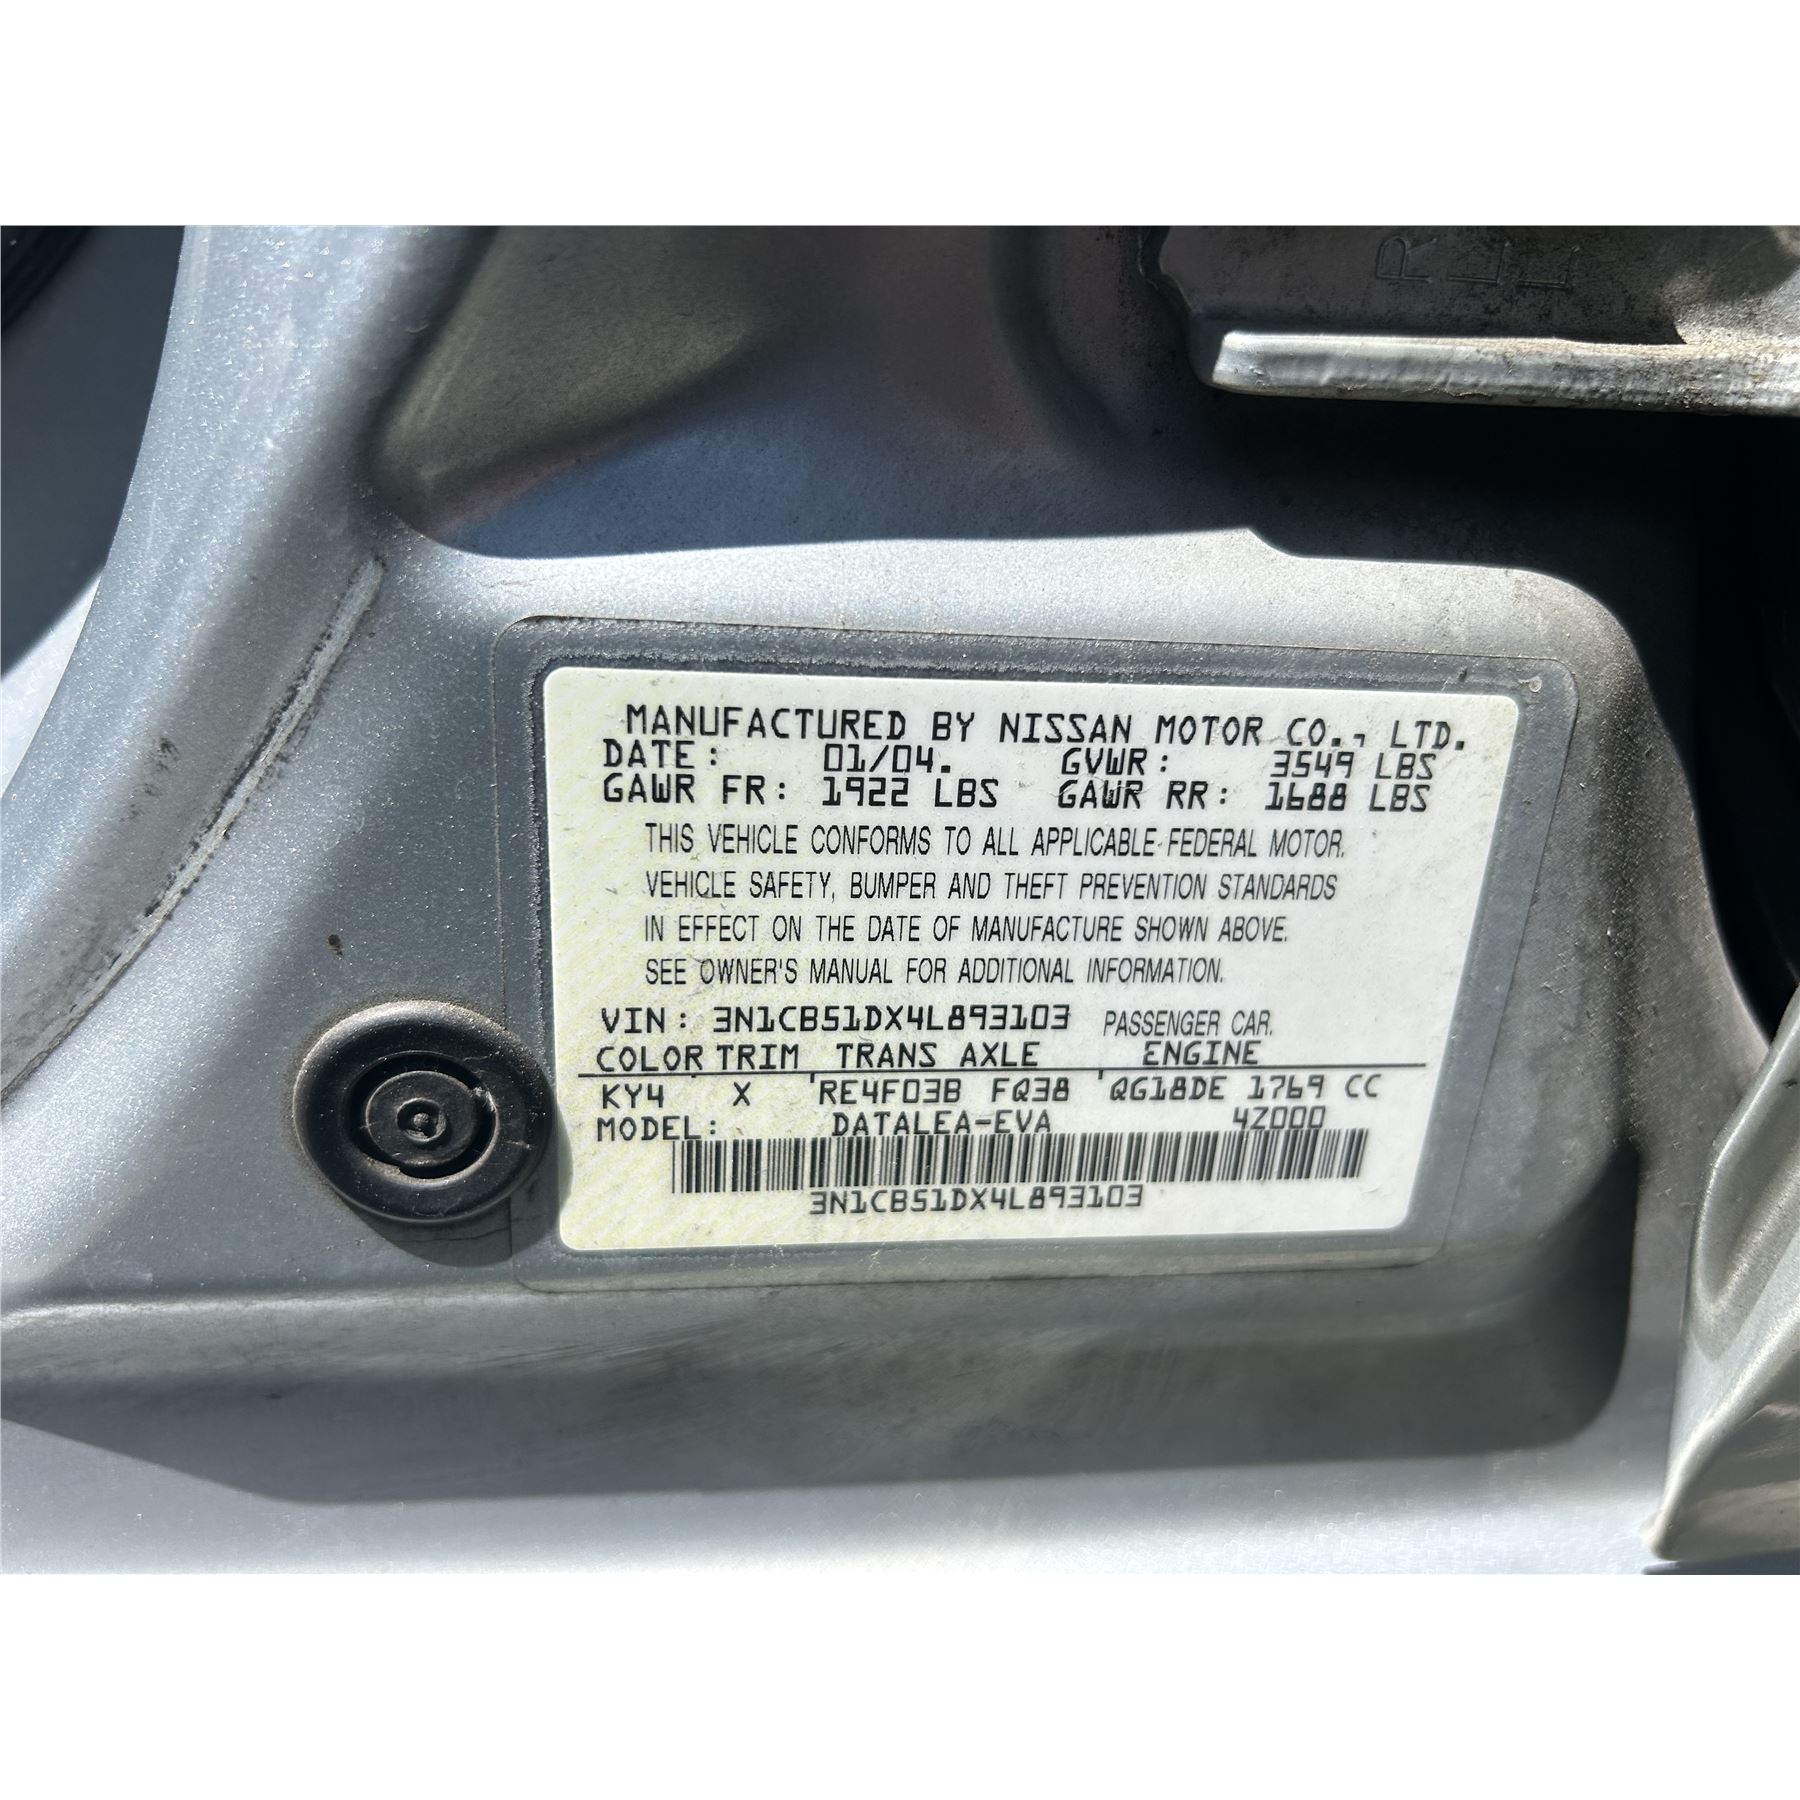 MANUFACTURED BY NISSAN MOTOR CO., LTD.
DATE: 01/04. GVWR: 3549 LBS
GAWR FR: 1922 LBS GAWR RR: 1688 LBS
THIS VEHICLE CONFORMS TO ALL APPLICABLE FEDERAL MOTOR
VEHICLE SAFETY, BUMPER AND THEFT PREVENTION STANDARDS
IN EFFECT ON THE DATE OF MANUFACTURE SHOWN ABOVE.
SEE OWNER'S MANUAL FOR ADDITIONAL INFORMATION.
VIN: 3N1CB51DX4L893103 PASSENGER CAR.
COLOR TRIM TRANS AXLE ENGINE
KY4 X RE4F03B FQ38 QG18DE 1769 CC
MODEL: DATALEA-EVA 4Z000
3N1CB51DX4L893103